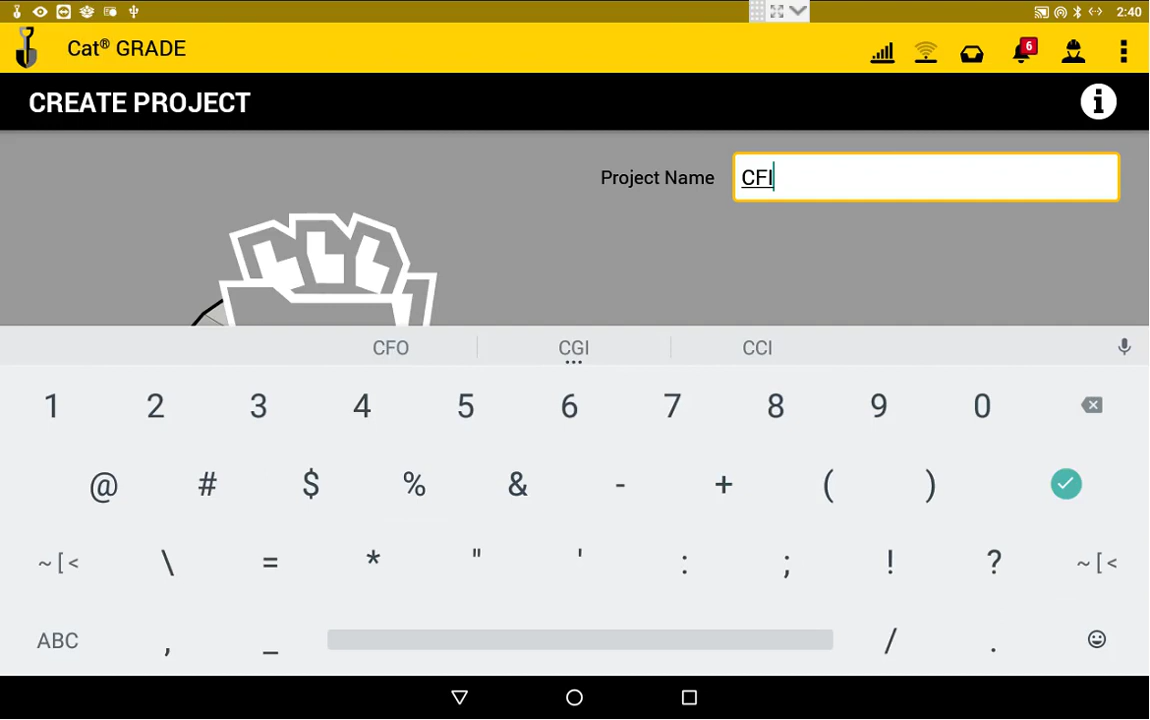 2:40
Cat® GRADE
6
CREATE PROJECT
Project Name
CFI
CFO CGI CCI
1 2 3 4 5 6 7 8 9 0
@ # $ % & - + ( )
~[< \ = * " ' : ; ! ? ~[<
ABC , _ / .